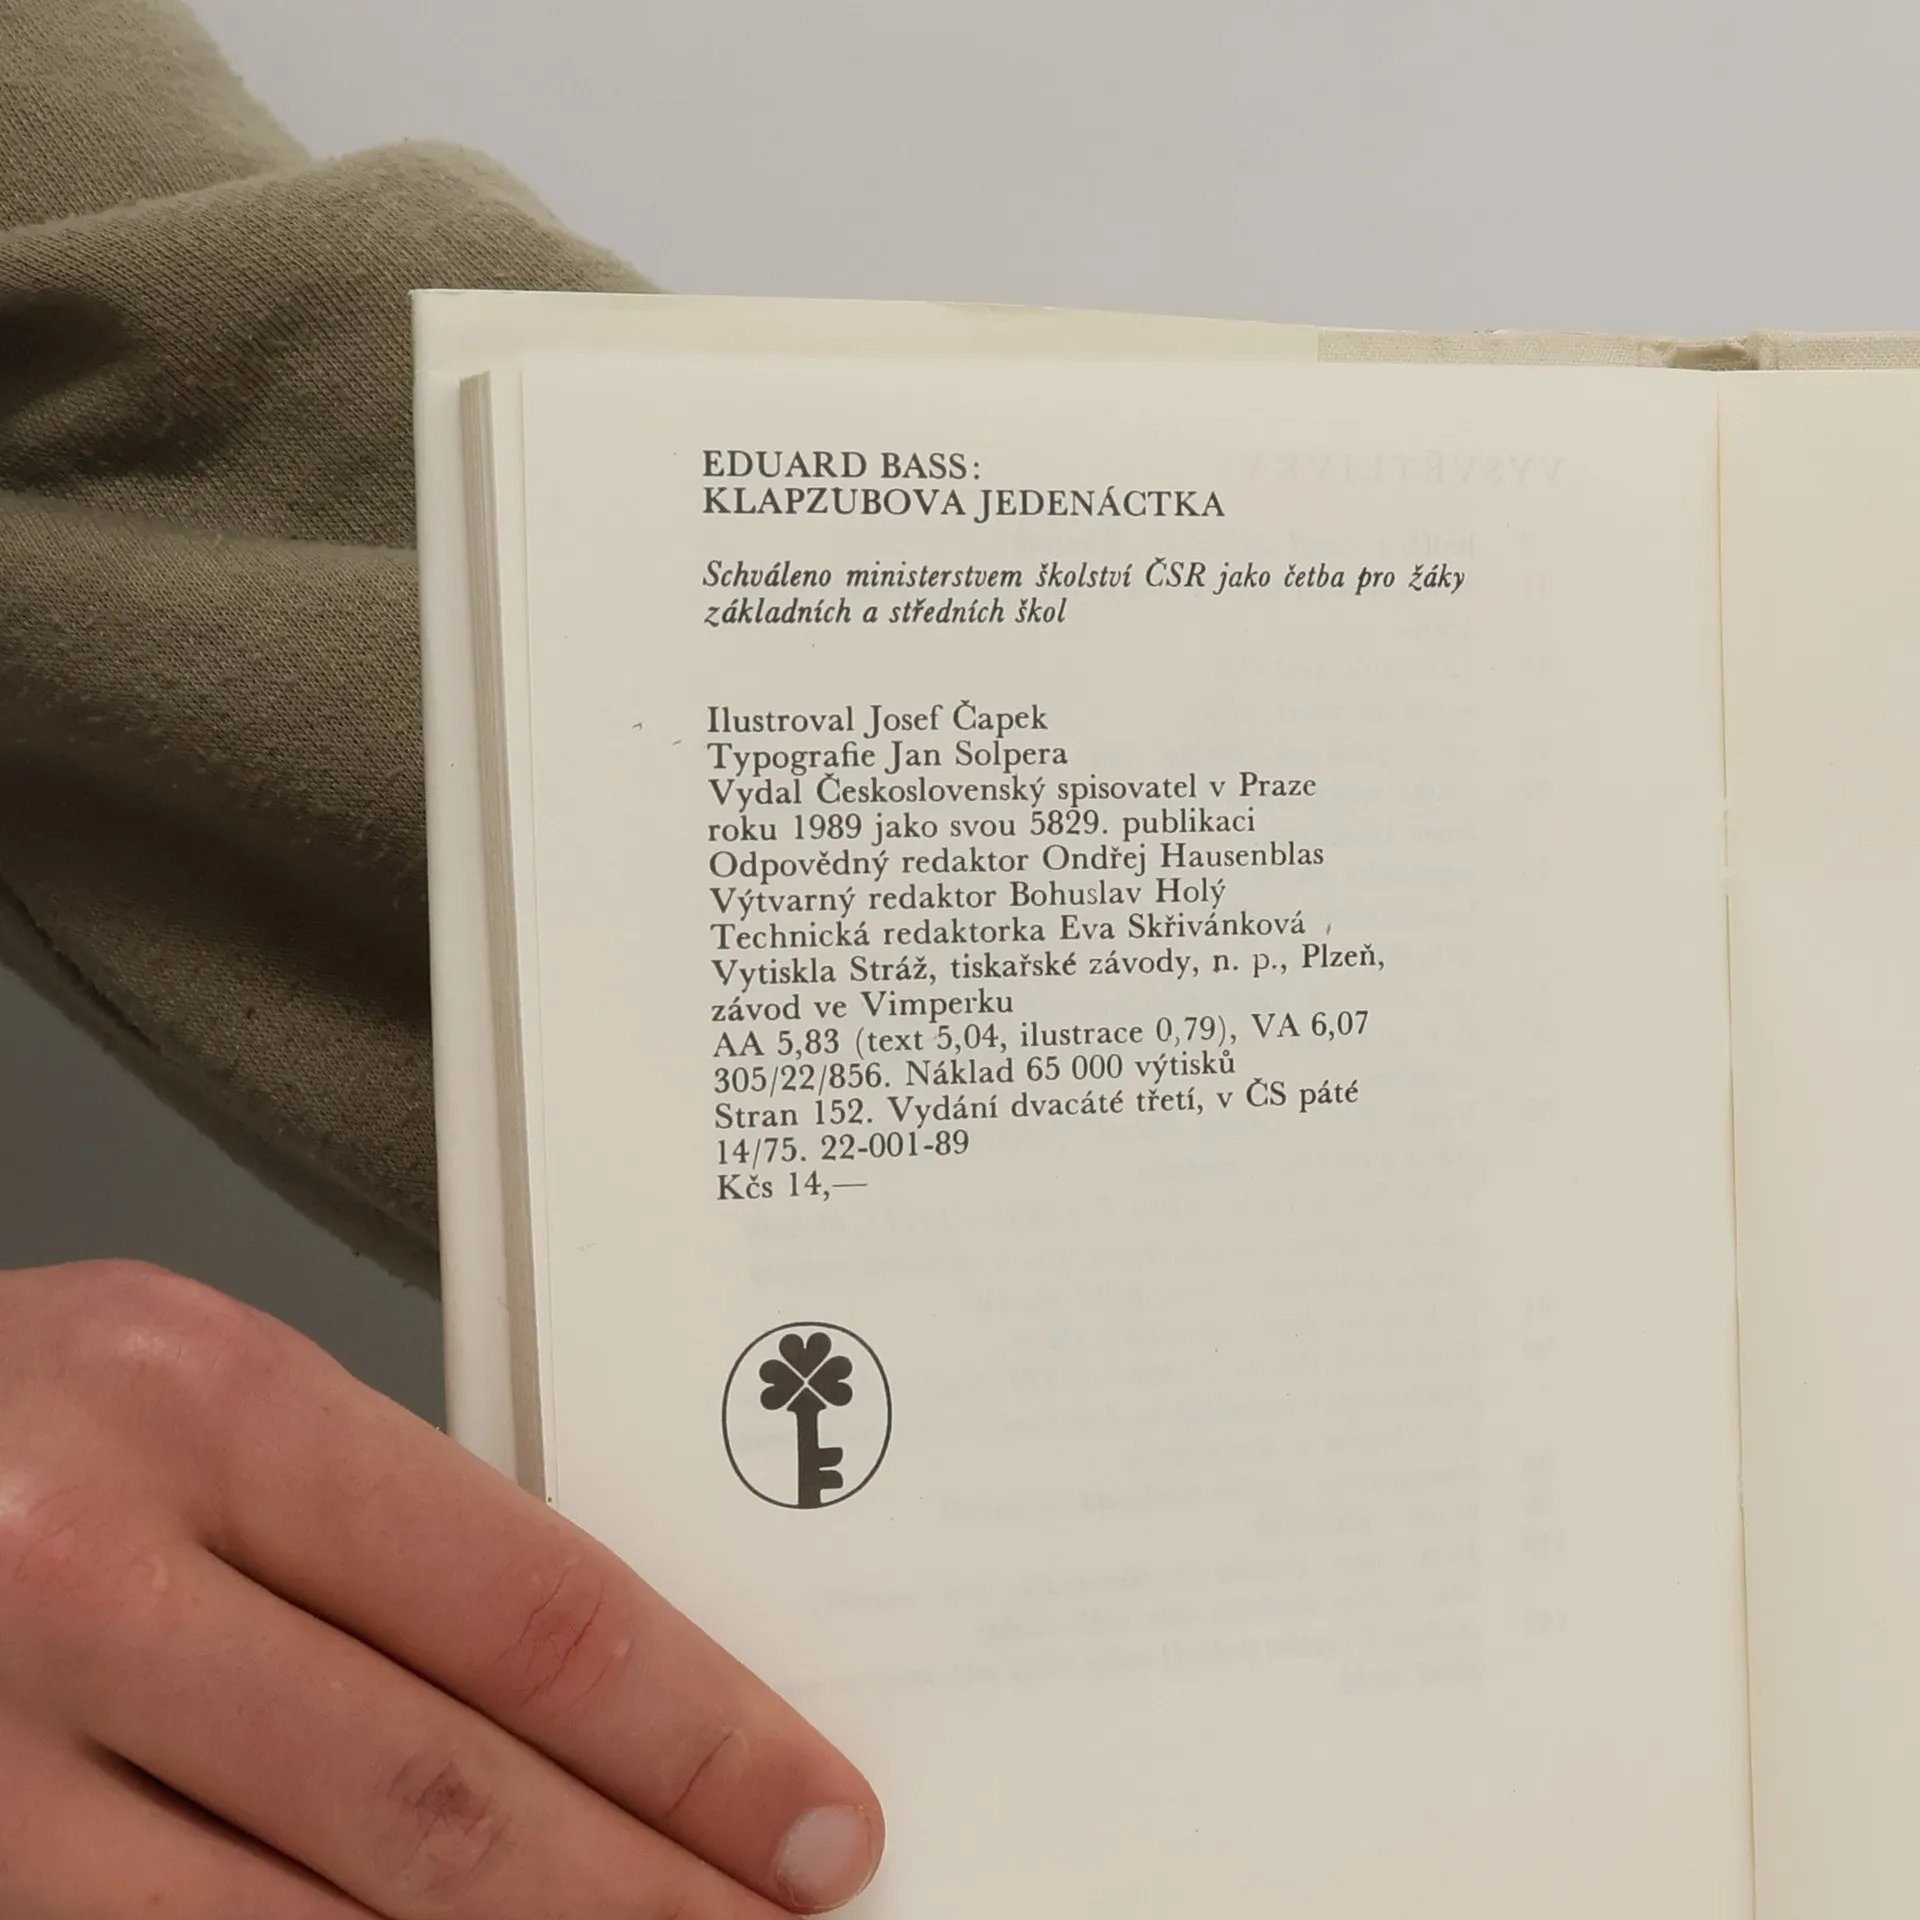 EDUARD BASS:
KLAPZUBOVA JEDENÁCTKA
Schváleno ministerstvem školství ČSR jako četba pro žáky
základních a středních škol
Ilustroval Josef Čapek
Typografie Jan Solpera
Vydal Československý spisovatel v Praze
roku 1989 jako svou 5829. publikaci
Odpovědný redaktor Ondřej Hausenblas
Výtvarný redaktor Bohuslav Holý
Technická redaktorka Eva Skřivánková
Vytiskla Stráž, tiskařské závody, n. p., Plzeň,
závod ve Vimperku
AA 5,83 (text 5,04, ilustrace 0,79), VA 6,07
305/22/856. Náklad 65 000 výtisků
Stran 152. Vydání dvacáté třetí, v ČS páté
14/75. 22-001-89
Kčs 14,—